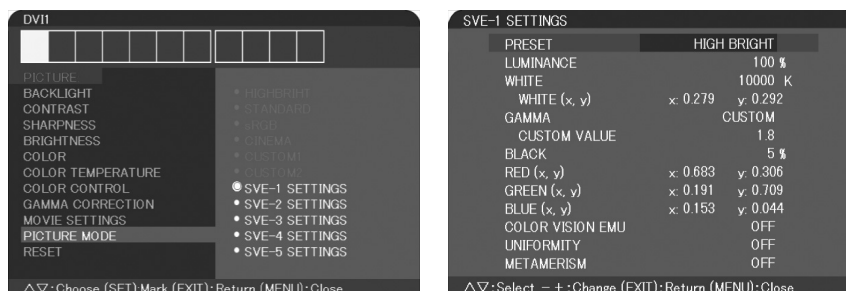 DVI1
PICTURE
BACKLIGHT
CONTRAST
SHARPNESS
BRIGHTNESS
COLOR
COLOR TEMPERATURE
COLOR CONTROL
GAMMA CORRECTION
MOVIE SETTINGS
PICTURE MODE
RESET
• HIGHBRIHT
• STANDARD
• sRGB
• CINEMA
• CUSTOM1
• CUSTOM2
SVE-1 SETTINGS
• SVE-2 SETTINGS
• SVE-3 SETTINGS
• SVE-4 SETTINGS
• SVE-5 SETTINGS
△▽:Choose (SET):Mark (EXIT):Return (MENU):Close
SVE-1 SETTINGS
PRESET HIGH BRIGHT
LUMINANCE 100 %
WHITE 10000 K
WHITE (x, y) x: 0.279 y: 0.292
GAMMA CUSTOM
CUSTOM VALUE 1.8
BLACK 5 %
RED (x, y) x: 0.683 y: 0.306
GREEN (x, y) x: 0.191 y: 0.709
BLUE (x, y) x: 0.153 y: 0.044
COLOR VISION EMU OFF
UNIFORMITY OFF
METAMERISM OFF
△▽:Select − +:Change (EXIT):Return (MENU):Close